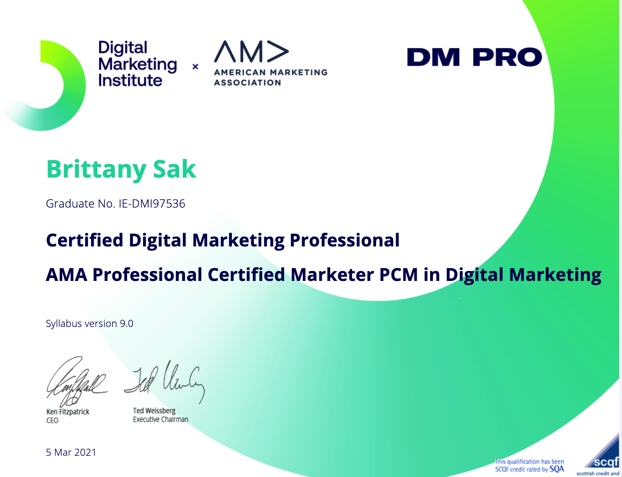 Digital
Marketing
Institute
×
AMA
AMERICAN MARKETING
ASSOCIATION
DM PRO
Brittany Sak
Graduate No. IE-DMI97536
Certified Digital Marketing Professional
AMA Professional Certified Marketer PCM in Digital Marketing
Syllabus version 9.0
Ken Fitzpatrick
CEO
Ted Weissberg
Executive Chairman
5 Mar 2021
This qualification has been
SCQF credit rated by SQA
scqf
scottish credit and